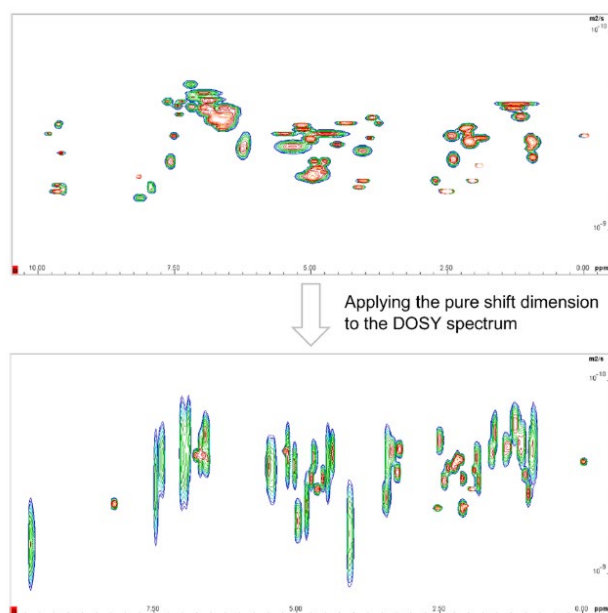 m2/s
10⁻¹⁰
10⁻⁹
10.00 7.50 5.00 2.50 0.00 ppm
Applying the pure shift dimension
to the DOSY spectrum
m2/s
10⁻¹⁰
10⁻⁹
7.50 5.00 2.50 0.00 ppm